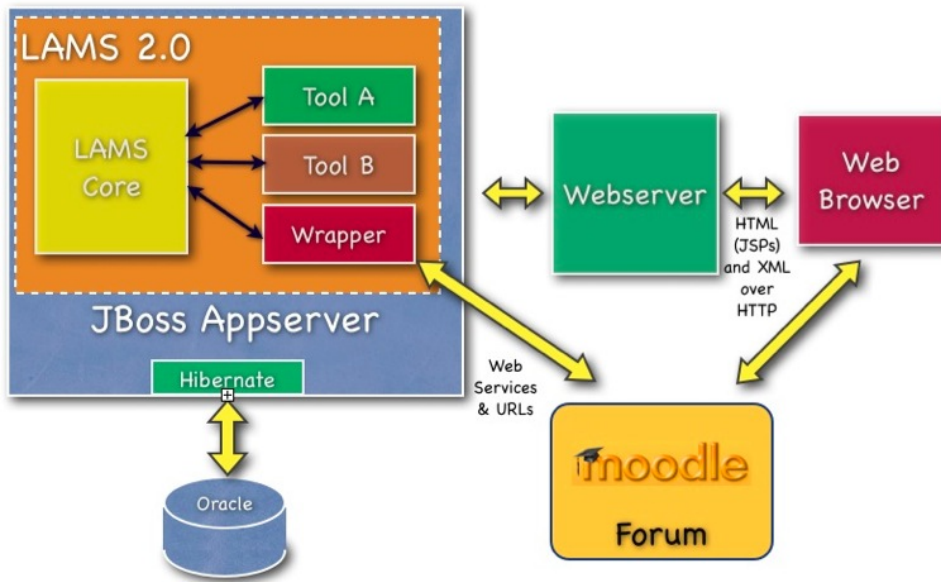 LAMS 2.0
LAMS
Core
Tool A
Tool B
Wrapper
JBoss Appserver
Hibernate
Oracle
Webserver
Web
Browser
HTML
(JSPs)
and XML
over
HTTP
Web
Services
& URLs
moodle
Forum